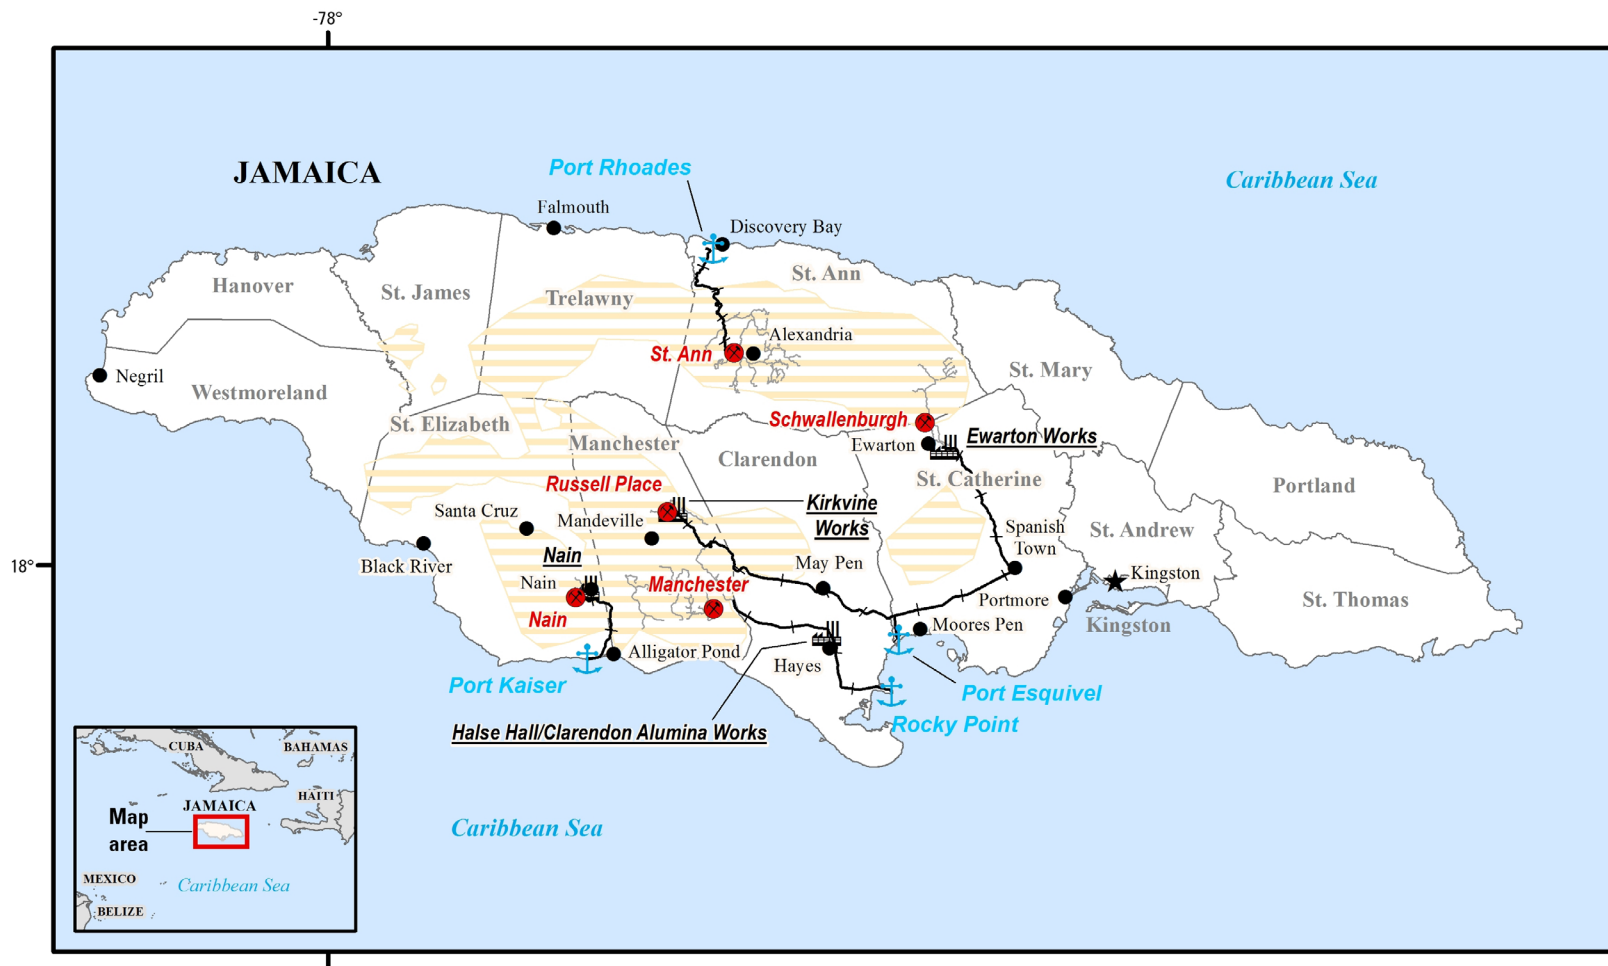 -78°
JAMAICA
Port Rhoades
Caribbean Sea
Falmouth
Discovery Bay
Hanover
St. James
Trelawny
St. Ann
Alexandria
St. Ann
Negril
Westmoreland
St. Mary
St. Elizabeth
Manchester
Schwallenburgh
Ewarton
Ewarton Works
Clarendon
St. Catherine
Portland
Russell Place
Kirkvine
Works
Santa Cruz
Mandeville
Spanish
Town
St. Andrew
Nain
Black River
18°
May Pen
Kingston
Nain
Manchester
Portmore
St. Thomas
Nain
Moores Pen
Kingston
Alligator Pond
Hayes
Port Kaiser
Port Esquivel
Rocky Point
Halse Hall/Clarendon Alumina Works
CUBA
BAHAMAS
HAITI
JAMAICA
Map
area
Caribbean Sea
Caribbean Sea
MEXICO
BELIZE